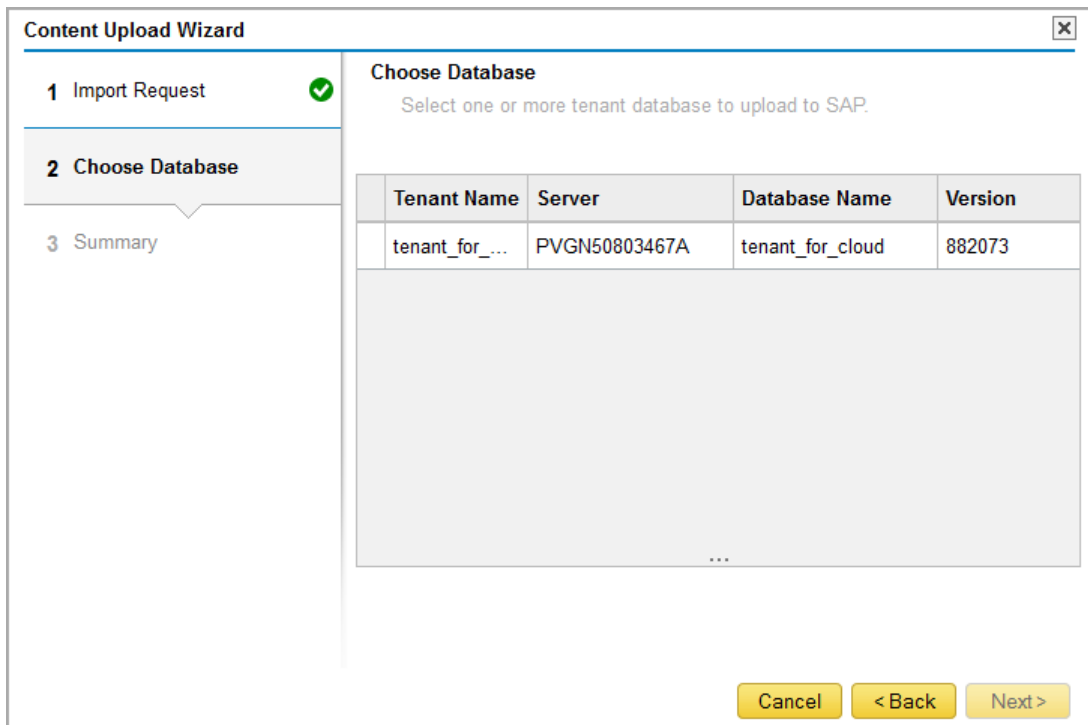 Content Upload Wizard
1 Import Request
2 Choose Database
3 Summary
Choose Database
Select one or more tenant database to upload to SAP.
Tenant Name Server Database Name Version
tenant_for_... PVGN50803467A tenant_for_cloud 882073
...
Cancel < Back Next >